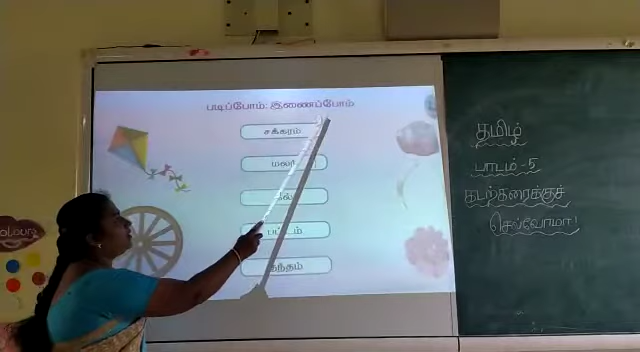 படிப்போம்: இணைப்போம்
சக்கரம்
மலர்
பட்டம்
தமிழ்
பாடம் - 5
கடற்கரைக்குச்
செல்வோமா!